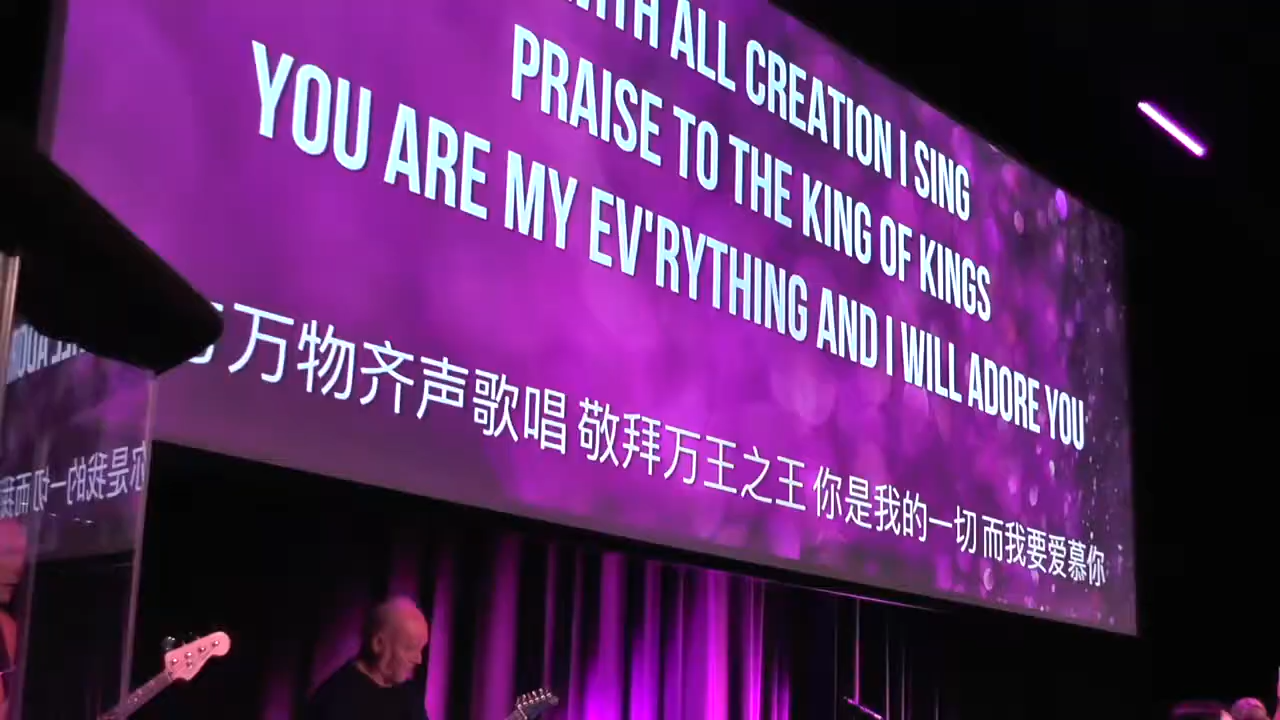 WITH ALL CREATION I SING
PRAISE TO THE KING OF KINGS
YOU ARE MY EV'RYTHING AND I WILL ADORE YOU
万物齐声歌唱 敬拜万王之王 你是我的一切 而我要爱慕你